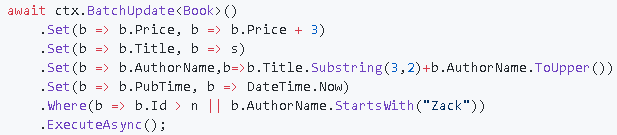 await ctx.BatchUpdate<Book>()
    .Set(b => b.Price, b => b.Price + 3)
    .Set(b => b.Title, b => s)
    .Set(b => b.AuthorName,b=>b.Title.Substring(3,2)+b.AuthorName.ToUpper())
    .Set(b => b.PubTime, b => DateTime.Now)
    .Where(b => b.Id > n || b.AuthorName.StartsWith("Zack"))
    .ExecuteAsync();